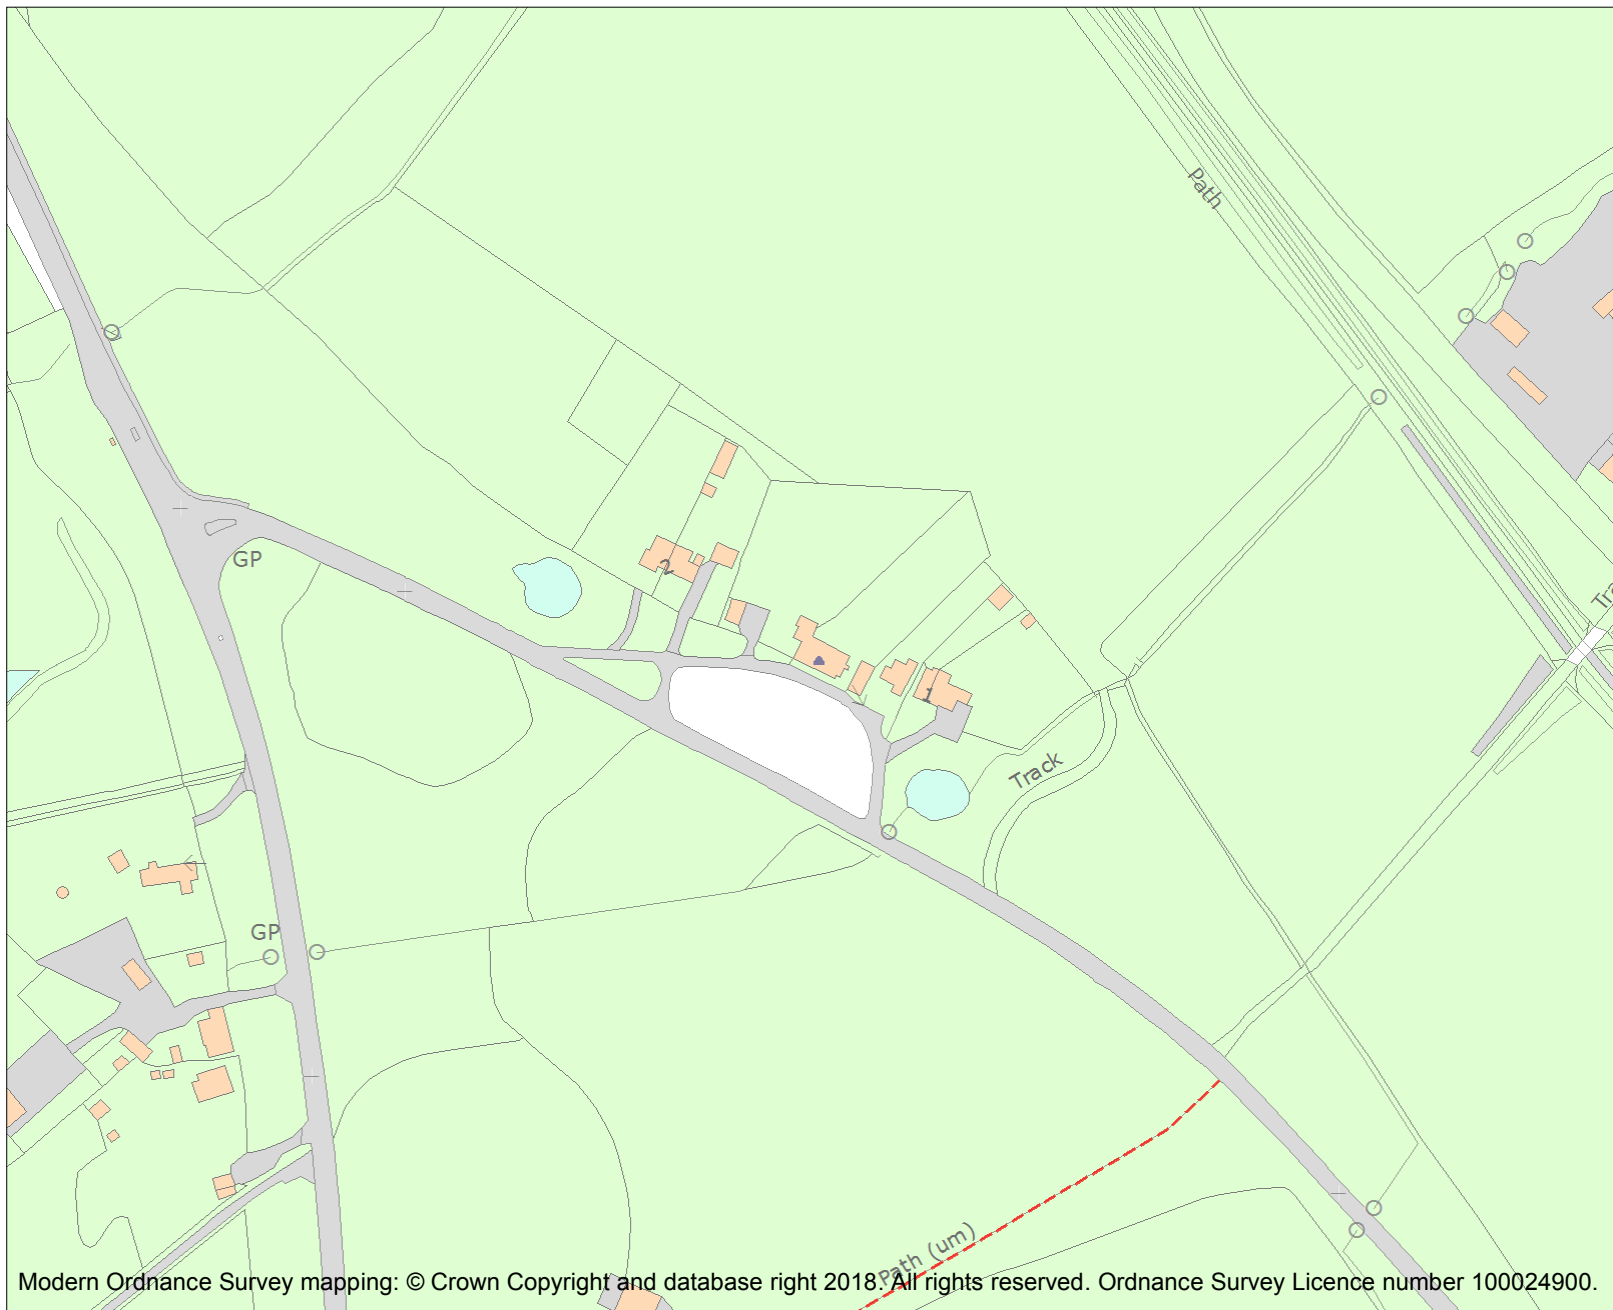 Path
GP
2
1
Track
GP
Path (um)
Modern Ordnance Survey mapping: © Crown Copyright and database right 2018. All rights reserved. Ordnance Survey Licence number 100024900.